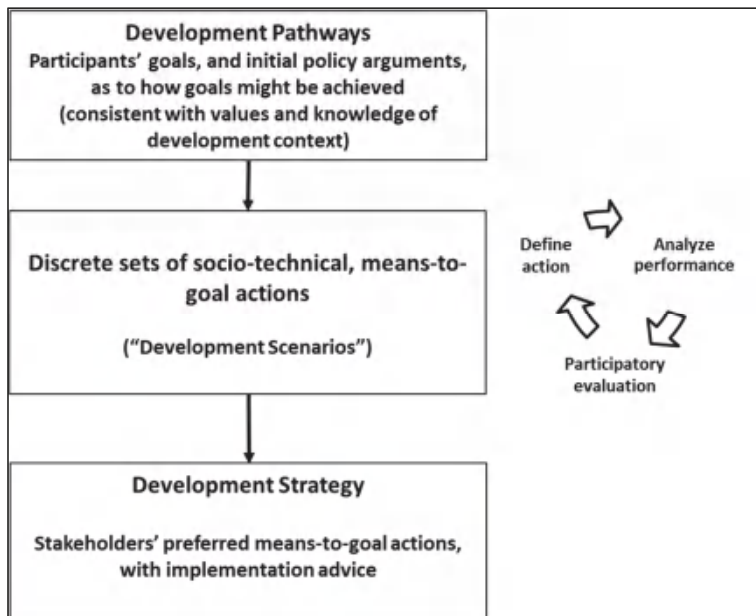 Development Pathways
Participants’ goals, and initial policy arguments,
as to how goals might be achieved
(consistent with values and knowledge of
development context)
Discrete sets of socio-technical, means-to-
goal actions
(“Development Scenarios”)
Define
action
Analyze
performance
Participatory
evaluation
Development Strategy
Stakeholders’ preferred means-to-goal actions,
with implementation advice